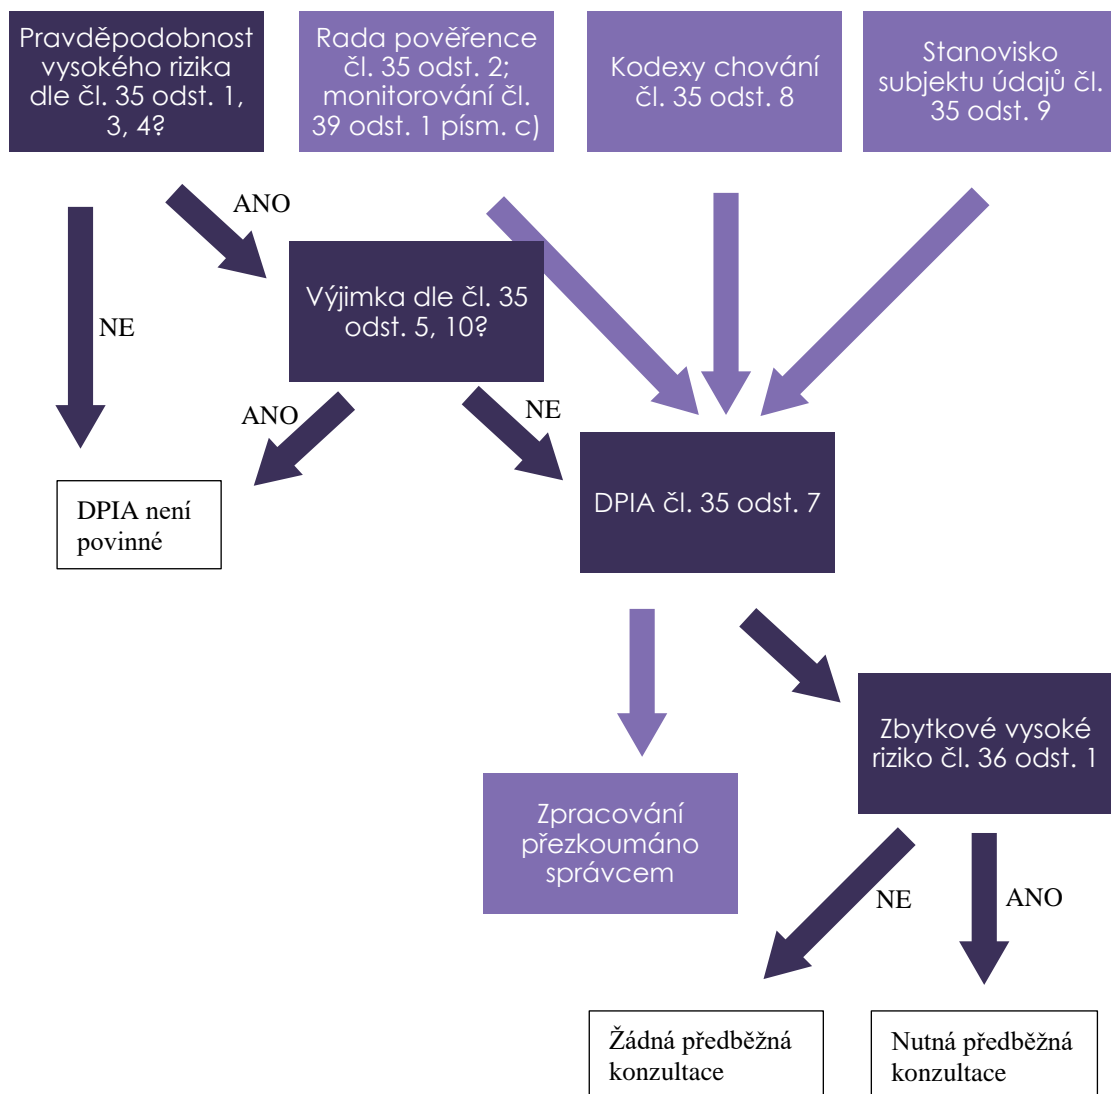 Pravděpodobnost
vysokého rizika
dle čl. 35 odst. 1,
3, 4?
Rada pověřence
čl. 35 odst. 2;
monitorování čl.
39 odst. 1 písm. c)
Kodexy chování
čl. 35 odst. 8
Stanovisko
subjektu údajů čl.
35 odst. 9
ANO
NE
Výjimka dle čl. 35
odst. 5, 10?
ANO
NE
DPIA není
povinné
DPIA čl. 35 odst. 7
Zbytkové vysoké
riziko čl. 36 odst. 1
Zpracování
přezkoumáno
správcem
NE
ANO
Žádná předběžná
konzultace
Nutná předběžná
konzultace